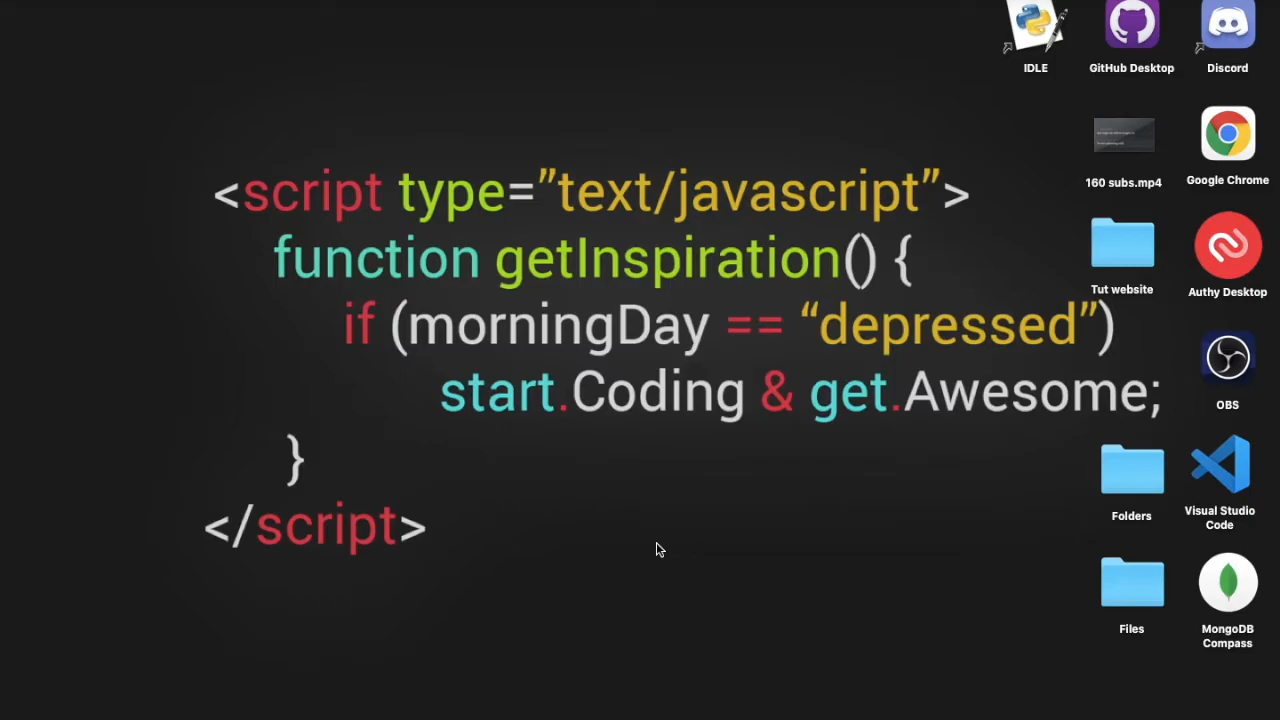 IDLE
GitHub Desktop
Discord
160 subs.mp4
Google Chrome
<script type=”text/javascript”>
function getInspiration() {
if (morningDay == “depressed”)
start.Coding & get.Awesome;
}
</script>
Tut website
Authy Desktop
OBS
Folders
Visual Studio
Code
Files
MongoDB
Compass